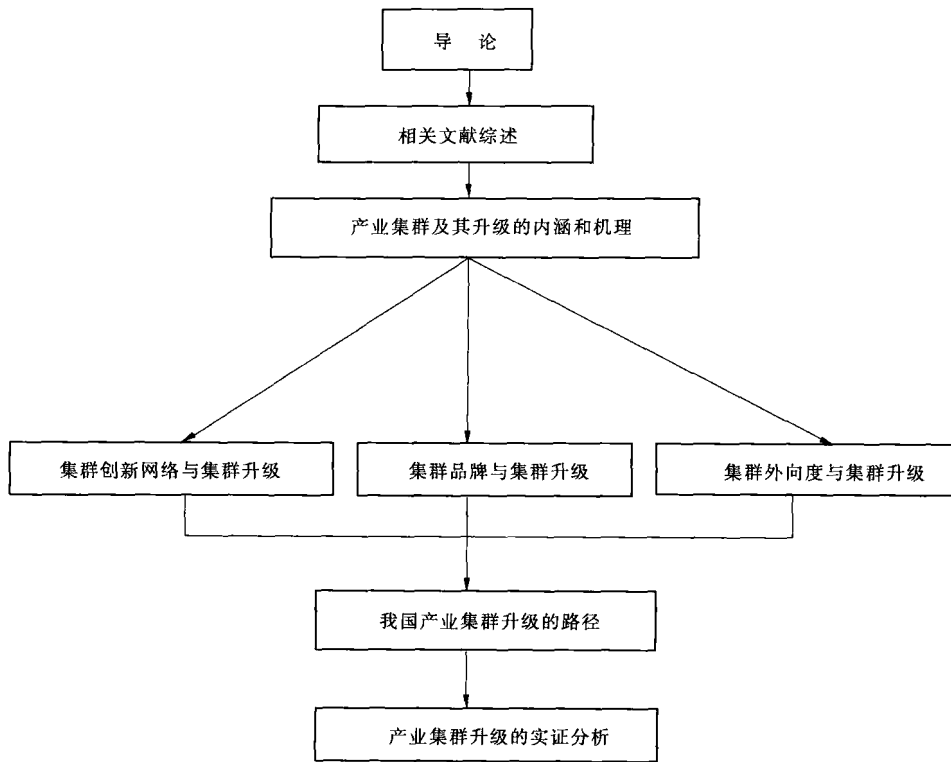 导 论
相关文献综述
产业集群及其升级的内涵和机理
集群创新网络与集群升级
集群品牌与集群升级
集群外向度与集群升级
我国产业集群升级的路径
产业集群升级的实证分析